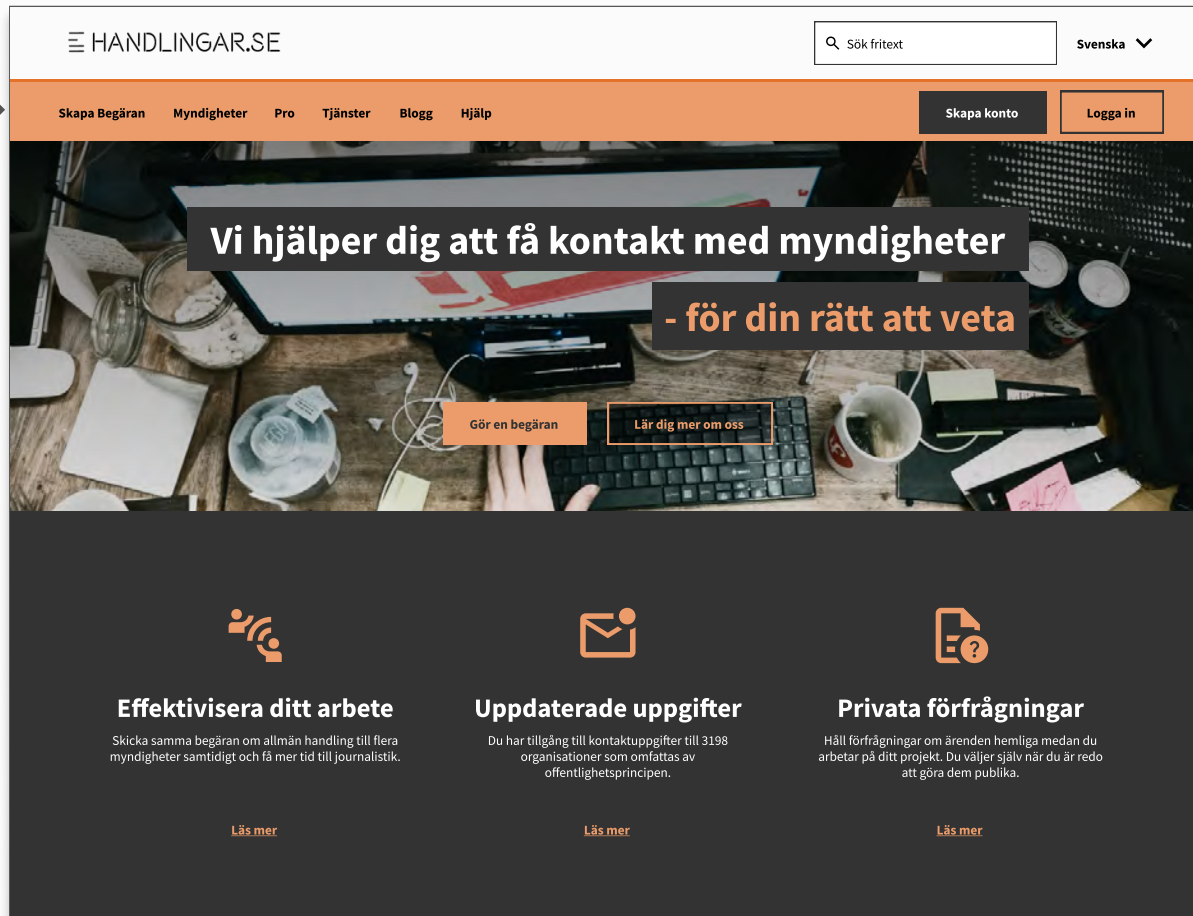 HANDLINGAR.SE
Sök fritext
Svenska
Skapa Begäran Myndigheter Pro Tjänster Blogg Hjälp
Skapa konto
Logga in
Vi hjälper dig att få kontakt med myndigheter
- för din rätt att veta
Gör en begäran
Lär dig mer om oss
Effektivisera ditt arbete
Skicka samma begäran om allmän handling till flera
myndigheter samtidigt och få mer tid till journalistik.
Läs mer
Uppdaterade uppgifter
Du har tillgång till kontaktuppgifter till 3198
organisationer som omfattas av
offentlighetsprincipen.
Läs mer
?
Privata förfrågningar
Håll förfrågningar om ärenden hemliga medan du
arbetar på ditt projekt. Du väljer själv när du är redo
att göra dem publika.
Läs mer